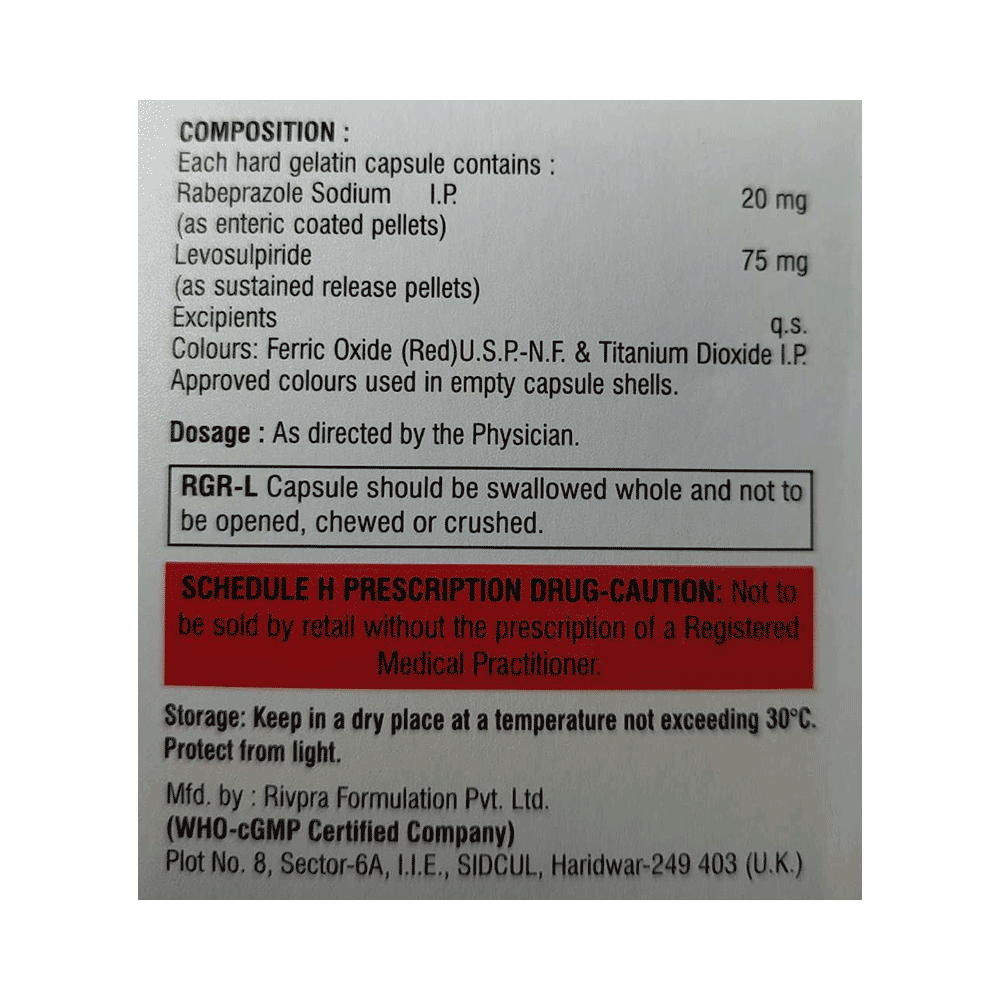 COMPOSITION :
Each hard gelatin capsule contains :
Rabeprazole Sodium I.P. 20 mg
(as enteric coated pellets)
Levosulpiride 75 mg
(as sustained release pellets)
Excipients q.s.
Colours: Ferric Oxide (Red)U.S.P.-N.F. & Titanium Dioxide I.P.
Approved colours used in empty capsule shells.
Dosage : As directed by the Physician.
RGR-L Capsule should be swallowed whole and not to
be opened, chewed or crushed.
SCHEDULE H PRESCRIPTION DRUG-CAUTION: Not to
be sold by retail without the prescription of a Registered
Medical Practitioner.
Storage: Keep in a dry place at a temperature not exceeding 30°C.
Protect from light.
Mfd. by : Rivpra Formulation Pvt. Ltd.
(WHO-cGMP Certified Company)
Plot No. 8, Sector-6A, I.I.E., SIDCUL, Haridwar-249 403 (U.K.)